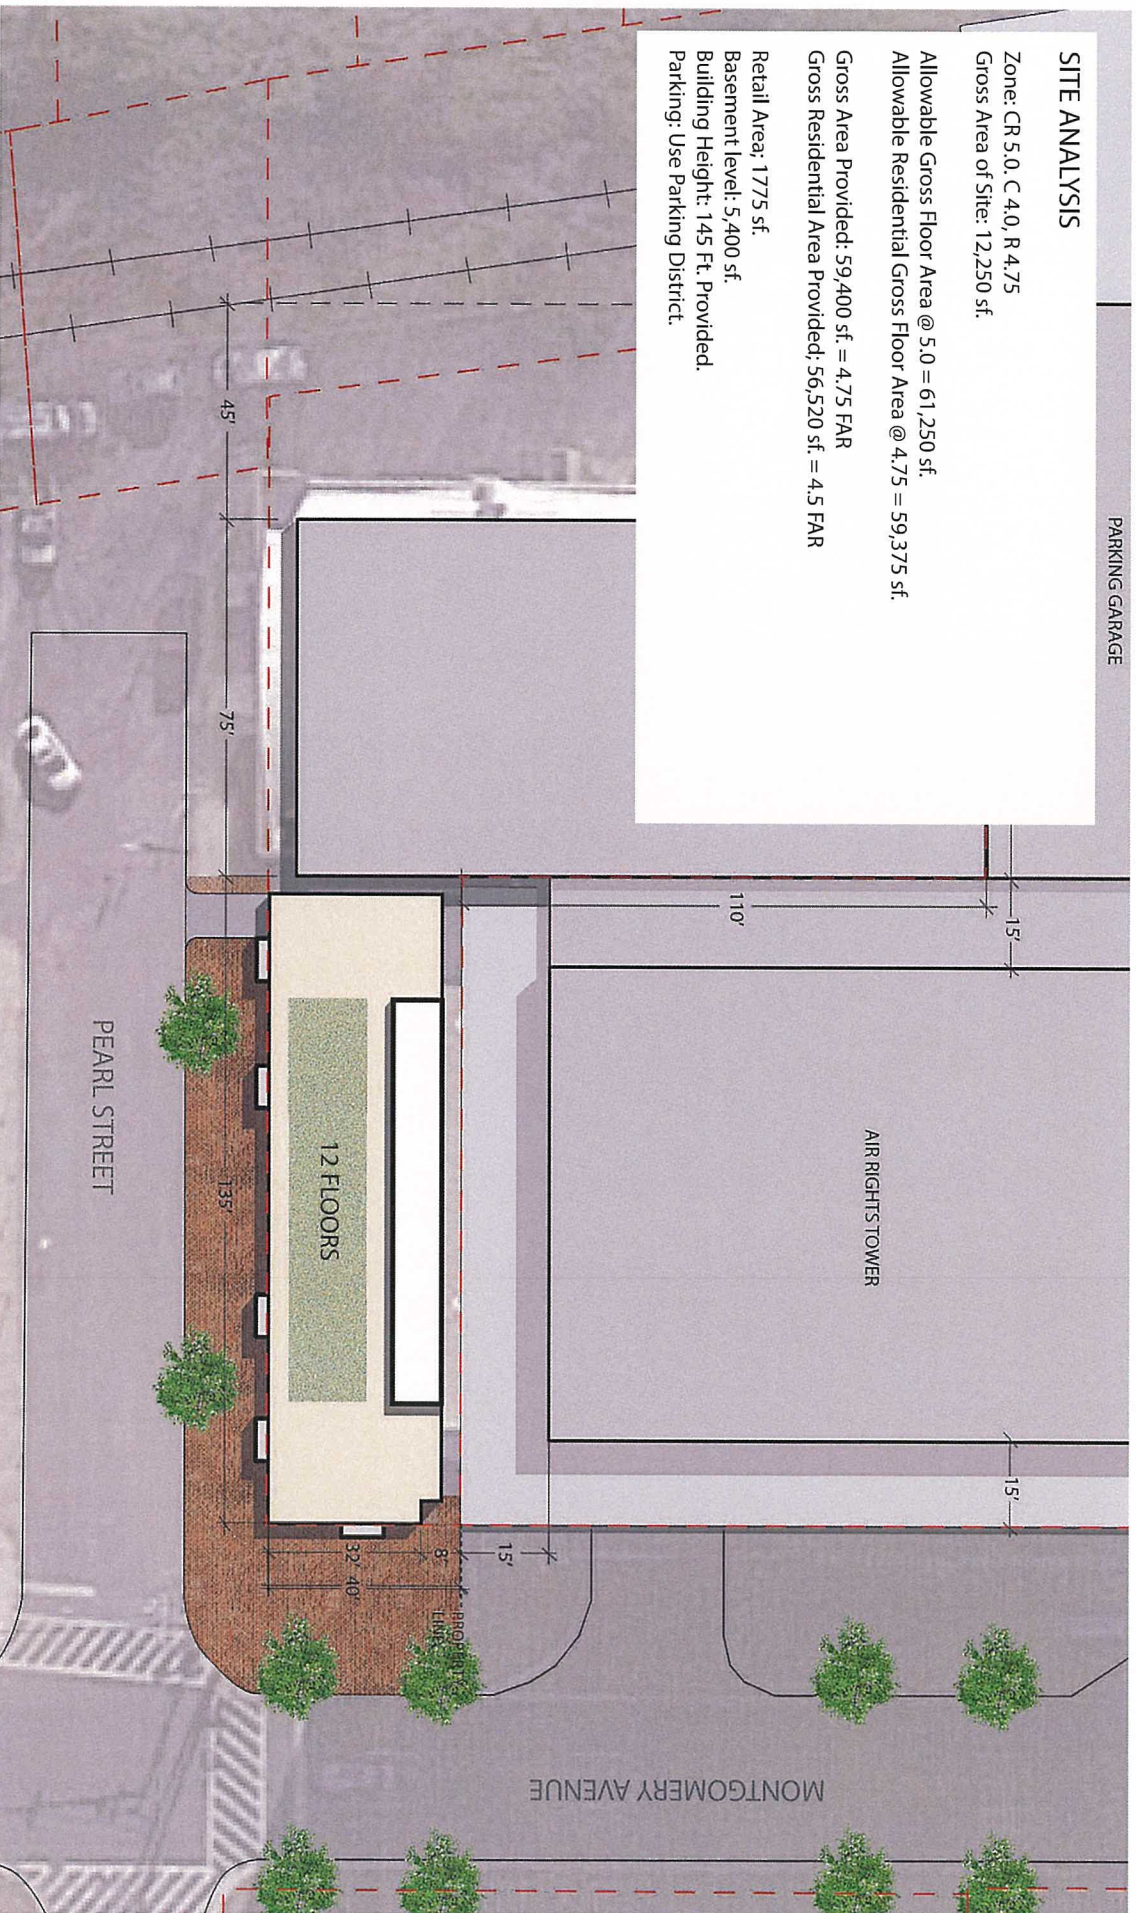 SITE ANALYSIS
Zone: CR 5.0. C 4.0, R 4.75
Gross Area of Site: 12,250 sf.
Allowable Gross Floor Area @ 5.0 = 61,250 sf.
Allowable Residential Gross Floor Area @ 4.75 = 59,375 sf.
Gross Area Provided: 59,400 sf. = 4.75 FAR
Gross Residential Area Provided; 56,520 sf. = 4.5 FAR
Retail Area; 1775 sf.
Basement level: 5,400 sf.
Building Height: 145 Ft. Provided.
Parking: Use Parking District.
PARKING GARAGE
15'
15'
110'
AIR RIGHTS TOWER
15'
8'
32'
40'
PROPERTY
LINE
12 FLOORS
45'
75'
135'
PEARL STREET
MONTGOMERY AVENUE